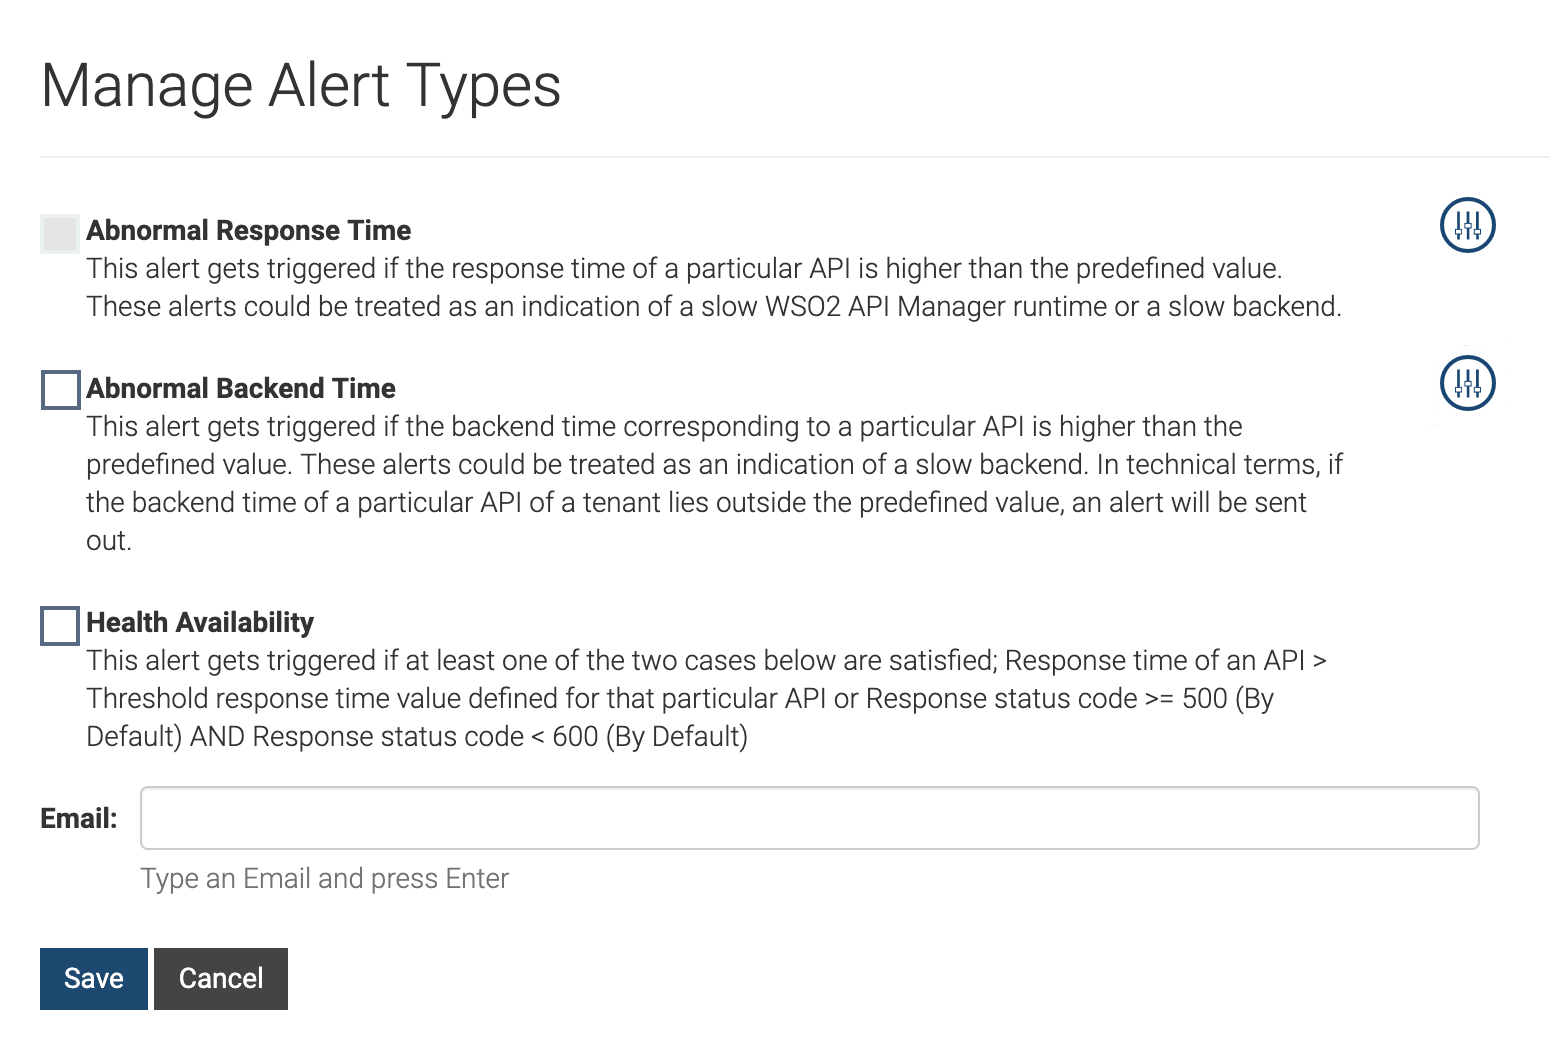 Manage Alert Types
Abnormal Response Time
This alert gets triggered if the response time of a particular API is higher than the predefined value.
These alerts could be treated as an indication of a slow WSO2 API Manager runtime or a slow backend.
Abnormal Backend Time
This alert gets triggered if the backend time corresponding to a particular API is higher than the
predefined value. These alerts could be treated as an indication of a slow backend. In technical terms, if
the backend time of a particular API of a tenant lies outside the predefined value, an alert will be sent
out.
Health Availability
This alert gets triggered if at least one of the two cases below are satisfied; Response time of an API >
Threshold response time value defined for that particular API or Response status code >= 500 (By
Default) AND Response status code < 600 (By Default)
Email:
Type an Email and press Enter
Save Cancel